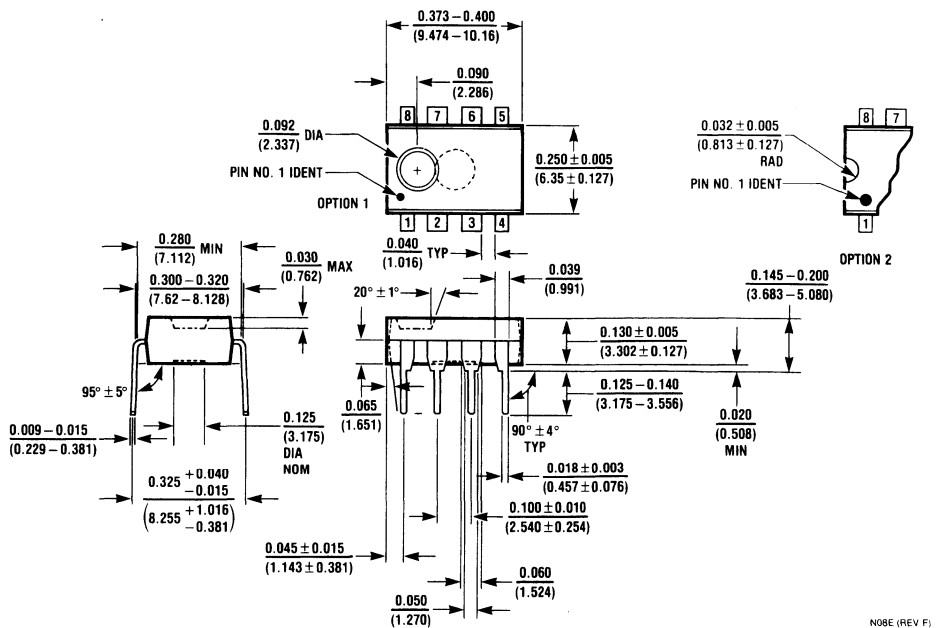 0.373 – 0.400
(9.474 – 10.16)
0.090
(2.286)
8 7 6 5
0.092 DIA
(2.337)
PIN NO. 1 IDENT
OPTION 1
+
1 2 3 4
0.250 ± 0.005
(6.35 ± 0.127)
8 7
0.032 ± 0.005
(0.813 ± 0.127)
RAD
PIN NO. 1 IDENT
1
OPTION 2
0.280 MIN
(7.112)
0.300 – 0.320
(7.62 – 8.128)
0.030 MAX
(0.762)
0.040 TYP
(1.016)
0.039
(0.991)
20° ± 1°
0.145 – 0.200
(3.683 – 5.080)
0.130 ± 0.005
(3.302 ± 0.127)
0.125 – 0.140
(3.175 – 3.556)
0.020
(0.508)
MIN
95° ± 5°
0.009 – 0.015
(0.229 – 0.381)
0.125
(3.175)
DIA
NOM
0.065
(1.651)
90° ± 4°
TYP
0.018 ± 0.003
(0.457 ± 0.076)
0.325 +0.040
−0.015
(8.255 +1.016
−0.381)
0.100 ± 0.010
(2.540 ± 0.254)
0.045 ± 0.015
(1.143 ± 0.381)
0.060
(1.524)
0.050
(1.270)
N08E (REV F)